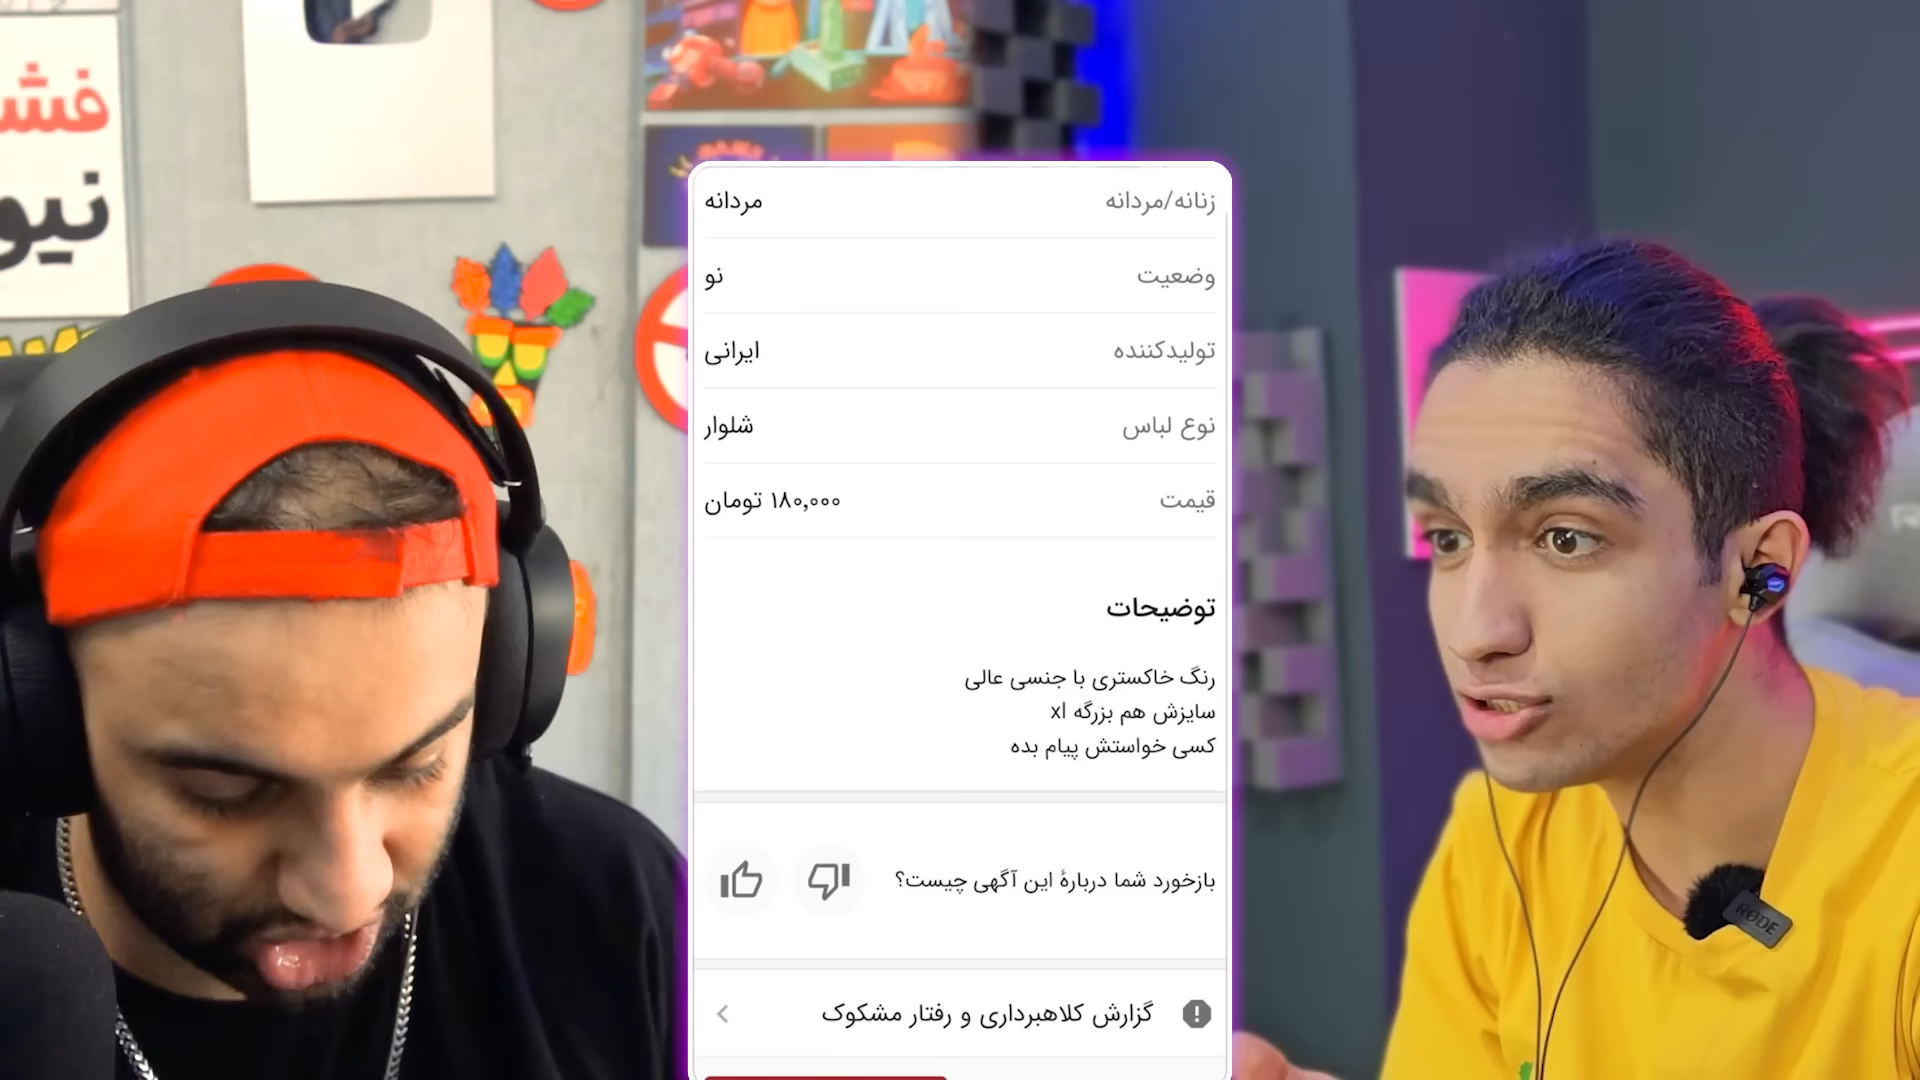 نیو
زنانه/مردانه مردانه
وضعیت نو
تولیدکننده ایرانی
نوع لباس شلوار
قیمت ۱۸۰,۰۰۰ تومان
توضیحات
رنگ خاکستری با جنسی عالی
سایزش هم بزرگه xl
کسی خواستش پیام بده
بازخورد شما دربارهٔ این آگهی چیست؟
گزارش کلاهبرداری و رفتار مشکوک
RØDE